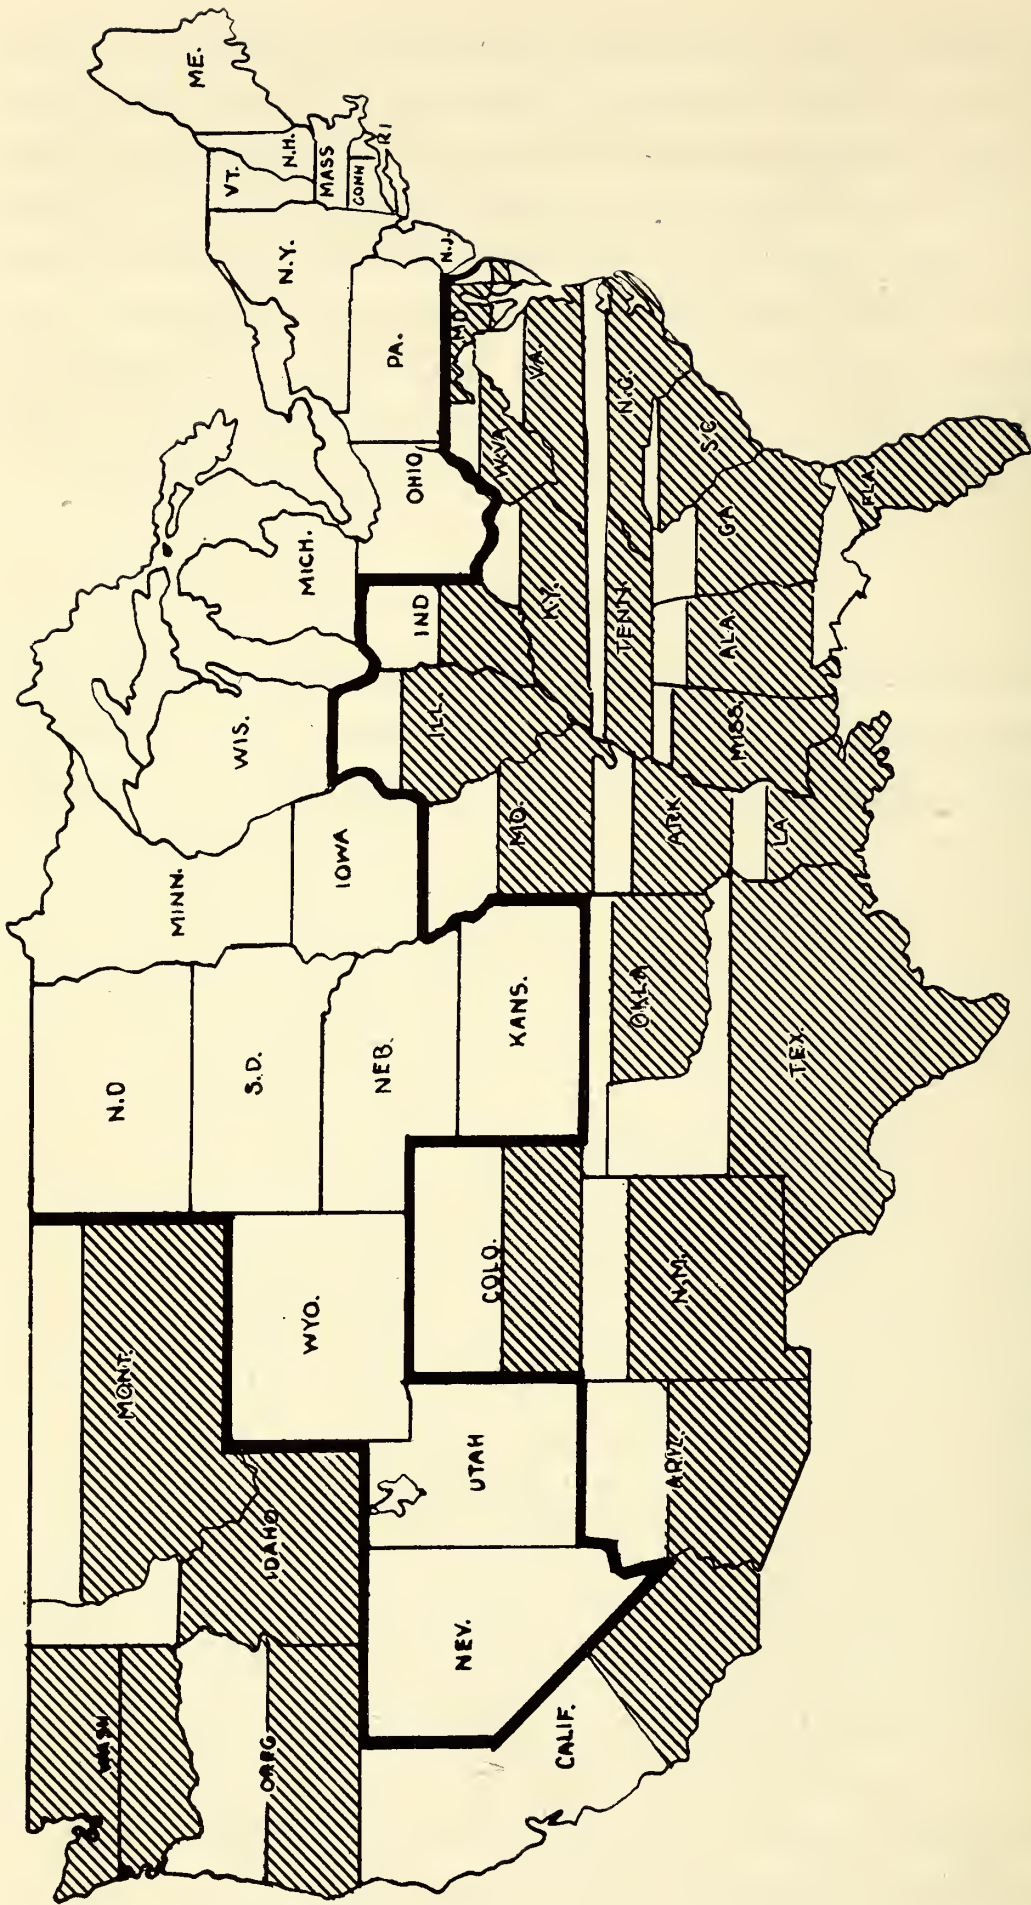 WASH
MONT.
N.D
MINN.
ME.
VT.
N.H.
OREG
IDAHO
S.D.
WIS.
MICH.
N.Y.
MASS
CONN
R I
WYO.
NEB.
IOWA
PA.
N.J.
NEV.
UTAH
COLO.
KANS.
ILL.
IND
OHIO
MD
CALIF.
MO.
KY.
W.VA
VA.
ARIZ.
N.M.
OKLA
ARK
TENN.
N.C.
S.C
TEX.
LA
MISS.
ALA.
GA
FLA.